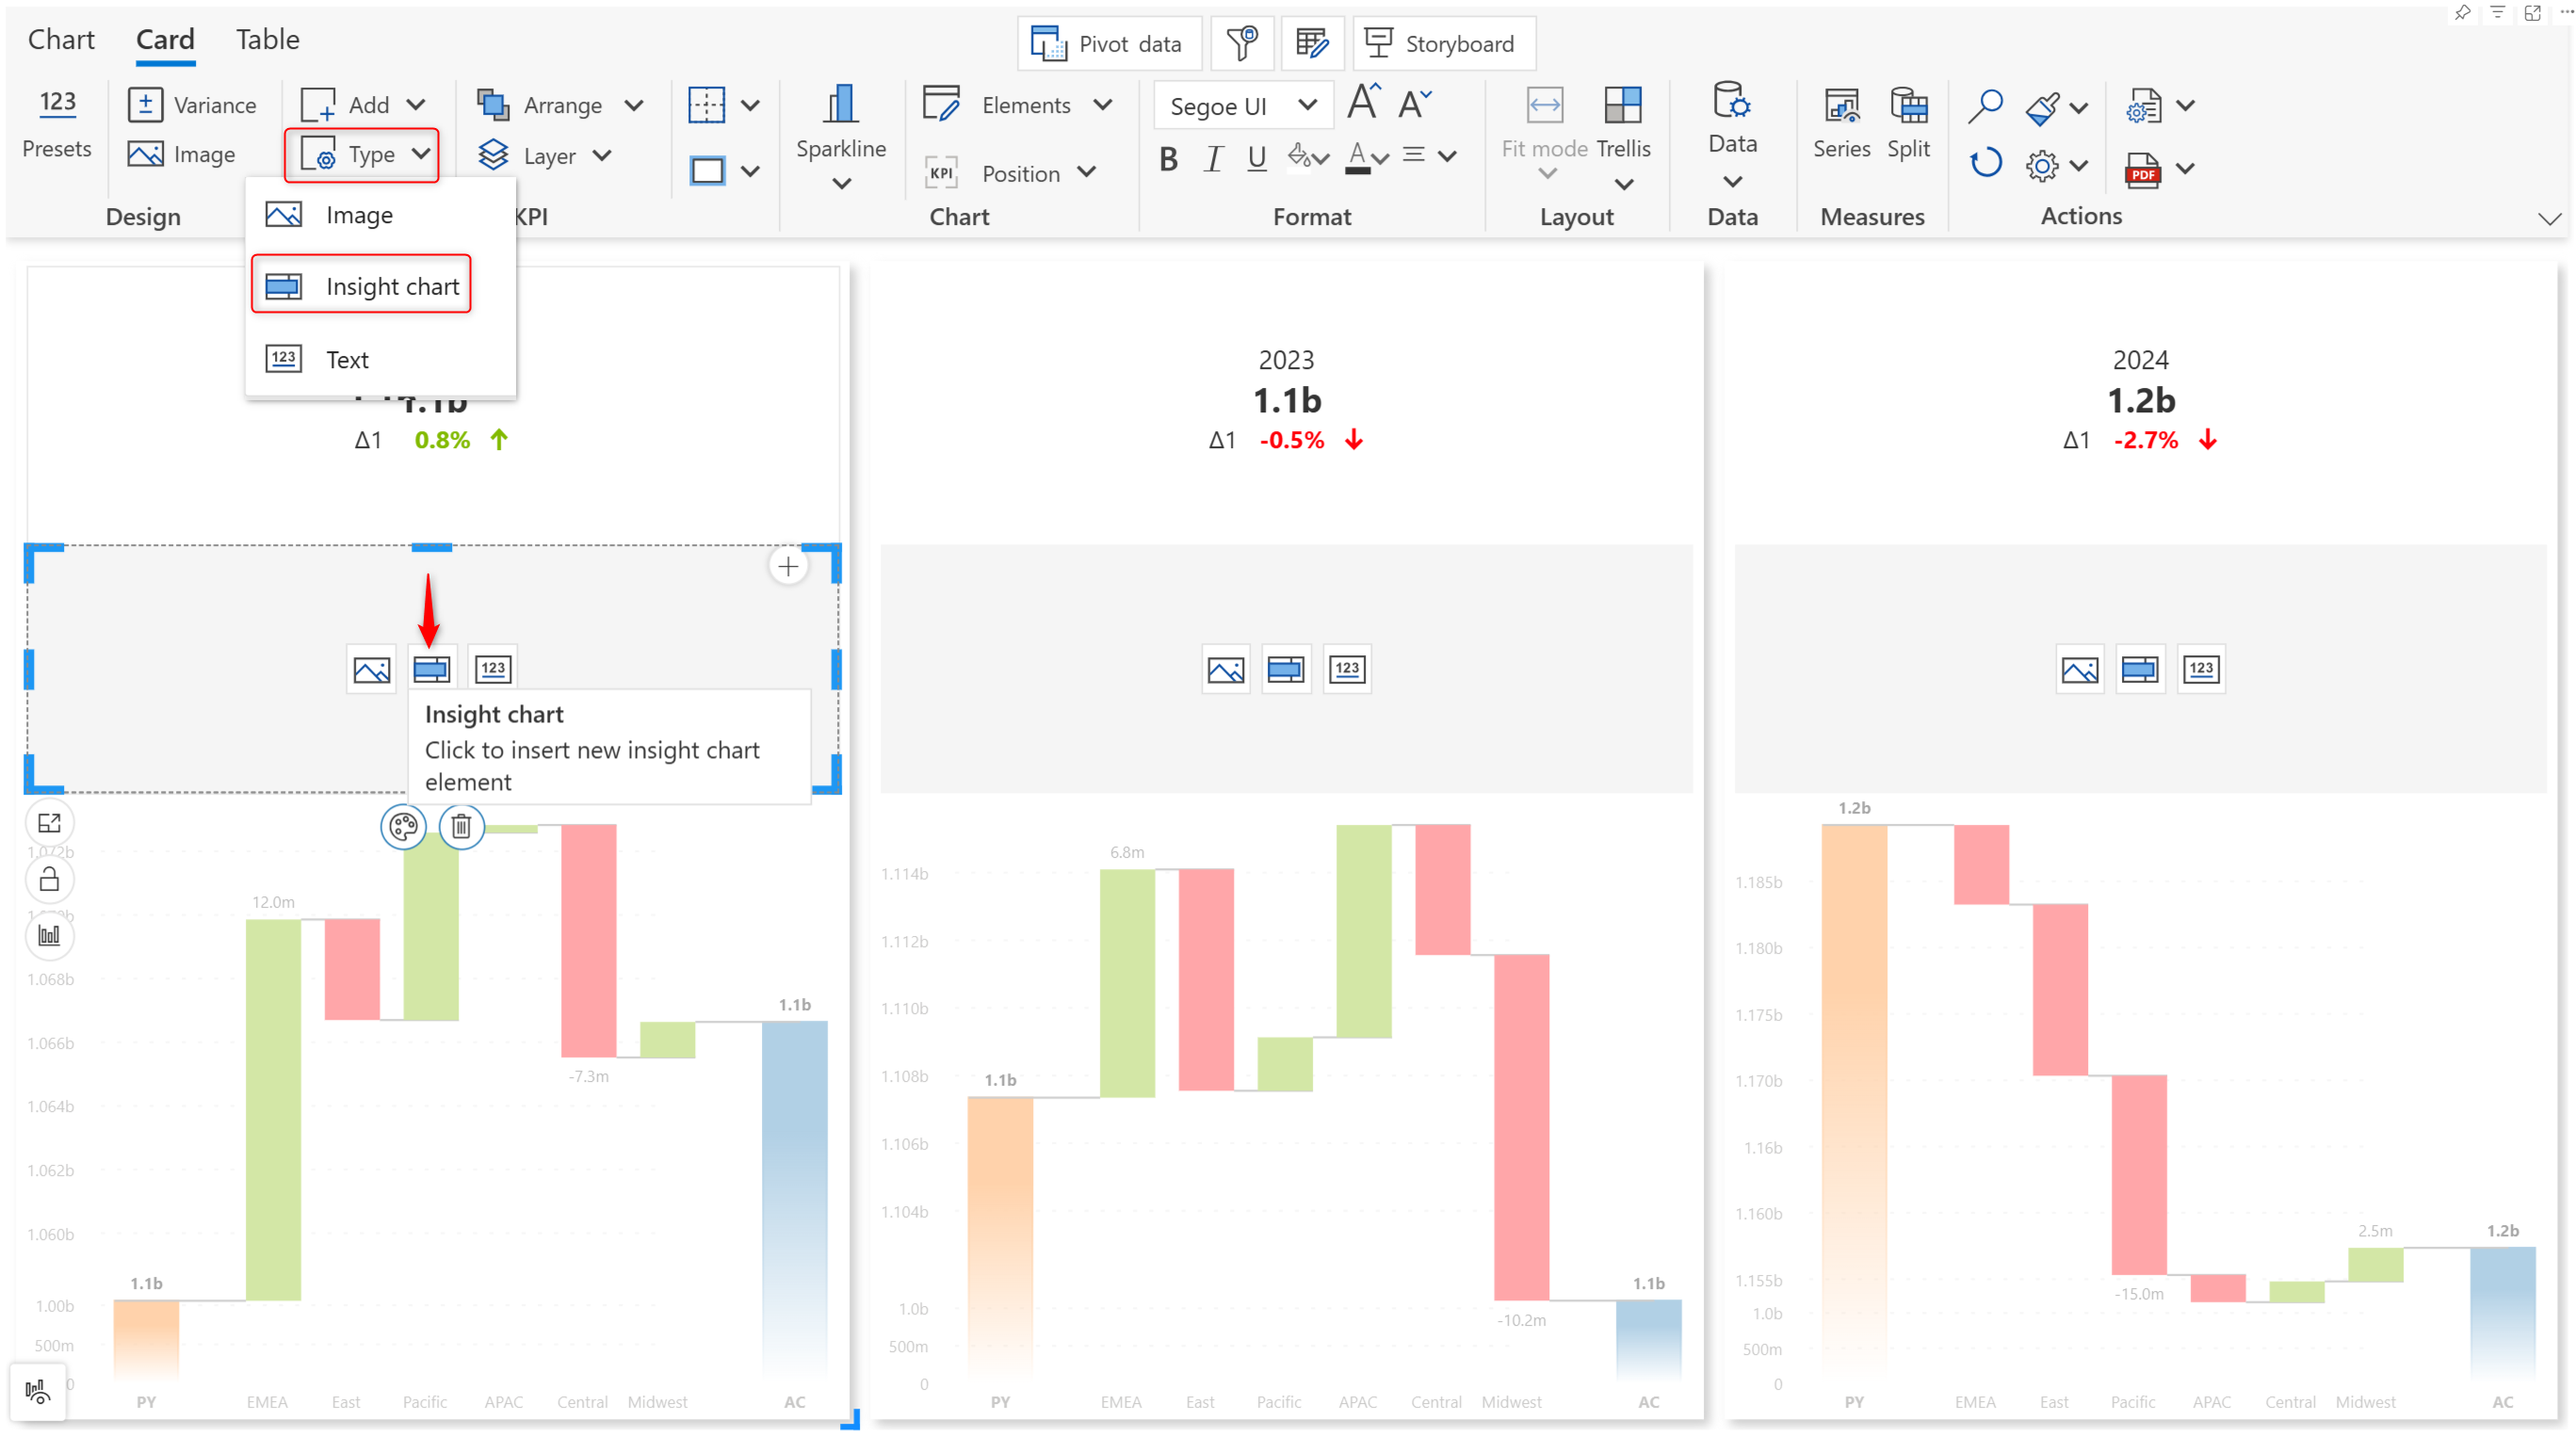 Chart Card Table
Pivot data Storyboard
123 Variance Add Arrange Elements Segoe UI A A
Presets Image Type Layer Sparkline KPI Position B I U A Fit mode Trellis Data Series Split PDF
Design KPI Chart Format Layout Data Measures Actions
Image
Insight chart
123 Text
1.1b
Δ1 0.8%
2023
1.1b
Δ1 -0.5%
2024
1.2b
Δ1 -2.7%
123
Insight chart
Click to insert new insight chart
element
123
123
12.0m
1.068b
1.066b
1.064b
1.062b
1.060b
1.00b
500m
0
1.1b
-7.3m
1.1b
PY EMEA East Pacific APAC Central Midwest AC
1.114b
1.112b
1.110b
1.108b
1.106b
1.104b
1.0b
500m
0
1.1b
6.8m
-10.2m
1.1b
PY EMEA East Pacific APAC Central Midwest AC
1.2b
1.185b
1.180b
1.175b
1.170b
1.16b
1.160b
1.155b
1.0b
500m
0
-15.0m
2.5m
1.2b
PY EMEA East Pacific APAC Central Midwest AC